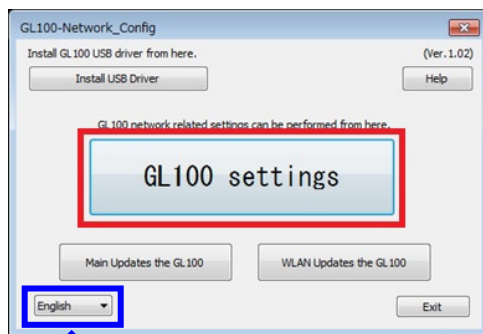 GL100-Network_Config
Install GL100 USB driver from here.
(Ver.1.02)
Install USB Driver
Help
GL100 network related settings can be performed from here.
GL100 settings
Main Updates the GL100
WLAN Updates the GL100
English
Exit